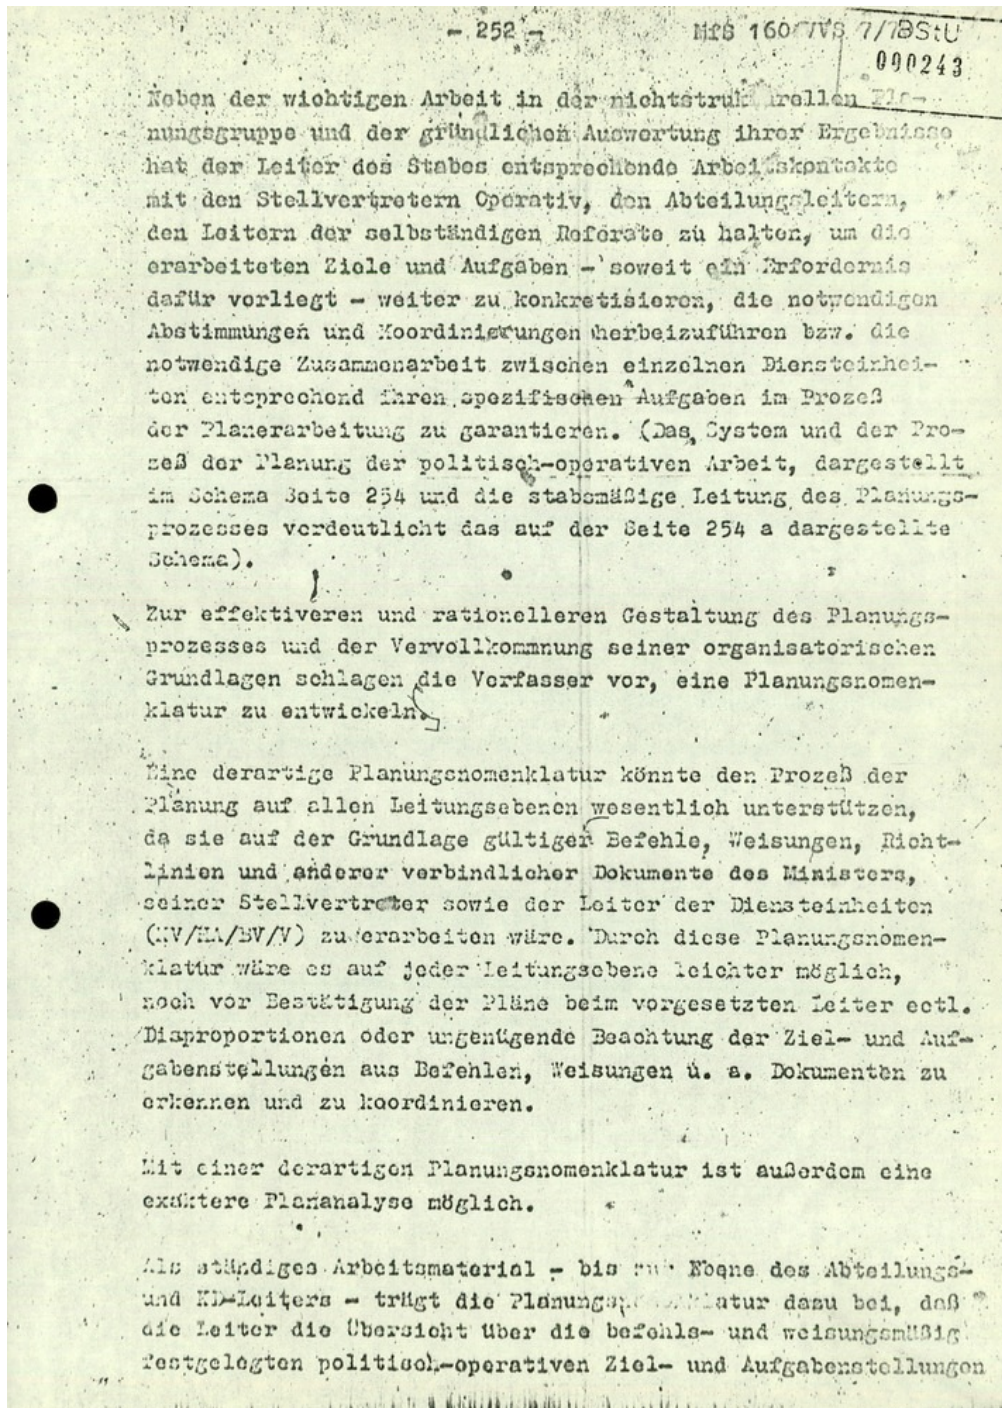 - 252 -
MfS 160 /IVS 7/7 BStU
000243
Neben der wichtigen Arbeit in der Pla-
nungsgruppe und der gründlichen Auswertung ihrer Ergebnisse
hat der Leiter des Stabes entsprechende Arbeitskontakte
mit den Stellvertretern Operativ, den Abteilungsleitern,
den Leitern der selbständigen Referate zu halten, um die
erarbeiteten Ziele und Aufgaben - soweit ein Erfordernis
dafür vorliegt - weiter zu konkretisieren, die notwendigen
Abstimmungen und Koordinierungen herbeizuführen bzw. die
notwendige Zusammenarbeit zwischen einzelnen Diensteinhei-
ten entsprechend ihren spezifischen Aufgaben im Prozeß
der Planerarbeitung zu garantieren. (Das System und der Pro-
zeß der Planung der politisch-operativen Arbeit, dargestellt
im Schema Seite 254 und die stabsmäßige Leitung des Planungs-
prozesses verdeutlicht das auf der Seite 254 a dargestellte
Schema).
Zur effektiveren und rationelleren Gestaltung des Planungs-
prozesses und der Vervollkommnung seiner organisatorischen
Grundlagen schlagen die Verfasser vor, eine Planungsnomen-
klatur zu entwickeln.
Eine derartige Planungsnomenklatur könnte den Prozeß der
Planung auf allen Leitungsebenen wesentlich unterstützen,
da sie auf der Grundlage gültiger Befehle, Weisungen, Richt-
linien und anderer verbindlicher Dokumente des Ministers,
seiner Stellvertreter sowie der Leiter der Diensteinheiten
(HV/HA/BV/V) zu erarbeiten wäre. Durch diese Planungsnomen-
klatur wäre es auf jeder Leitungsebene leichter möglich,
noch vor Bestätigung der Pläne beim vorgesetzten Leiter eetl.
Disproportionen oder ungenügende Beachtung der Ziel- und Auf-
gabenstellungen aus Befehlen, Weisungen u. a. Dokumenten zu
erkennen und zu koordinieren.
Mit einer derartigen Planungsnomenklatur ist außerdem eine
exaktere Plananalyse möglich.
Als ständiges Arbeitsmaterial - bis zur Ebene des Abteilungs-
und KD-Leiters - trägt die dazu bei, daß
die Leiter die Übersicht über die befehls- und weisungsmäßig
festgelegten politisch-operativen Ziel- und Aufgabenstellungen